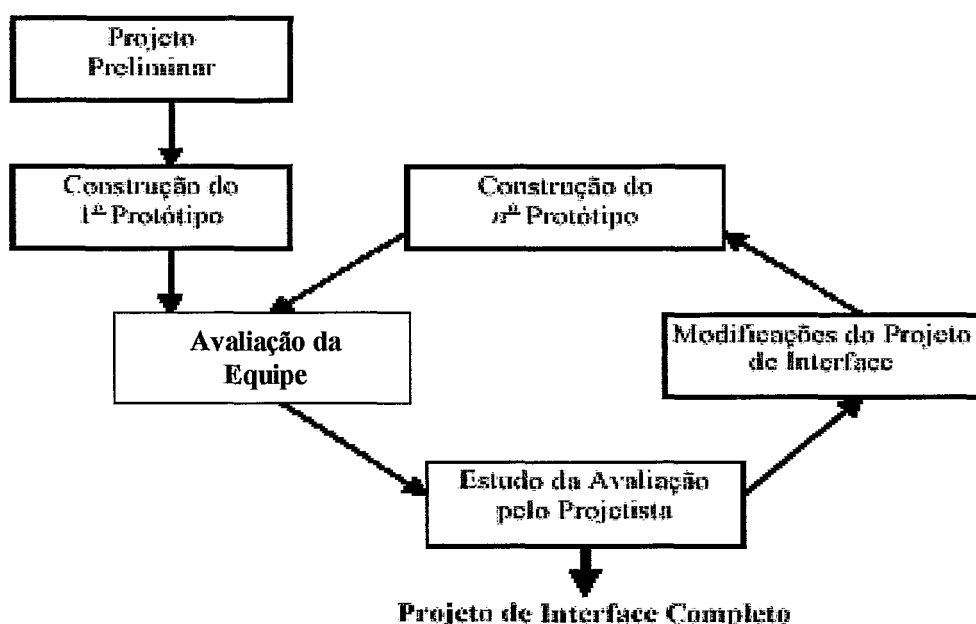 Projeto
Preliminar
Construção do
1º Protótipo
Construção do
nº Protótipo
Avaliação da
Equipe
Modificações do Projeto
de Interface
Estudo da Avaliação
pelo Projetista
Projeto de Interface Completo